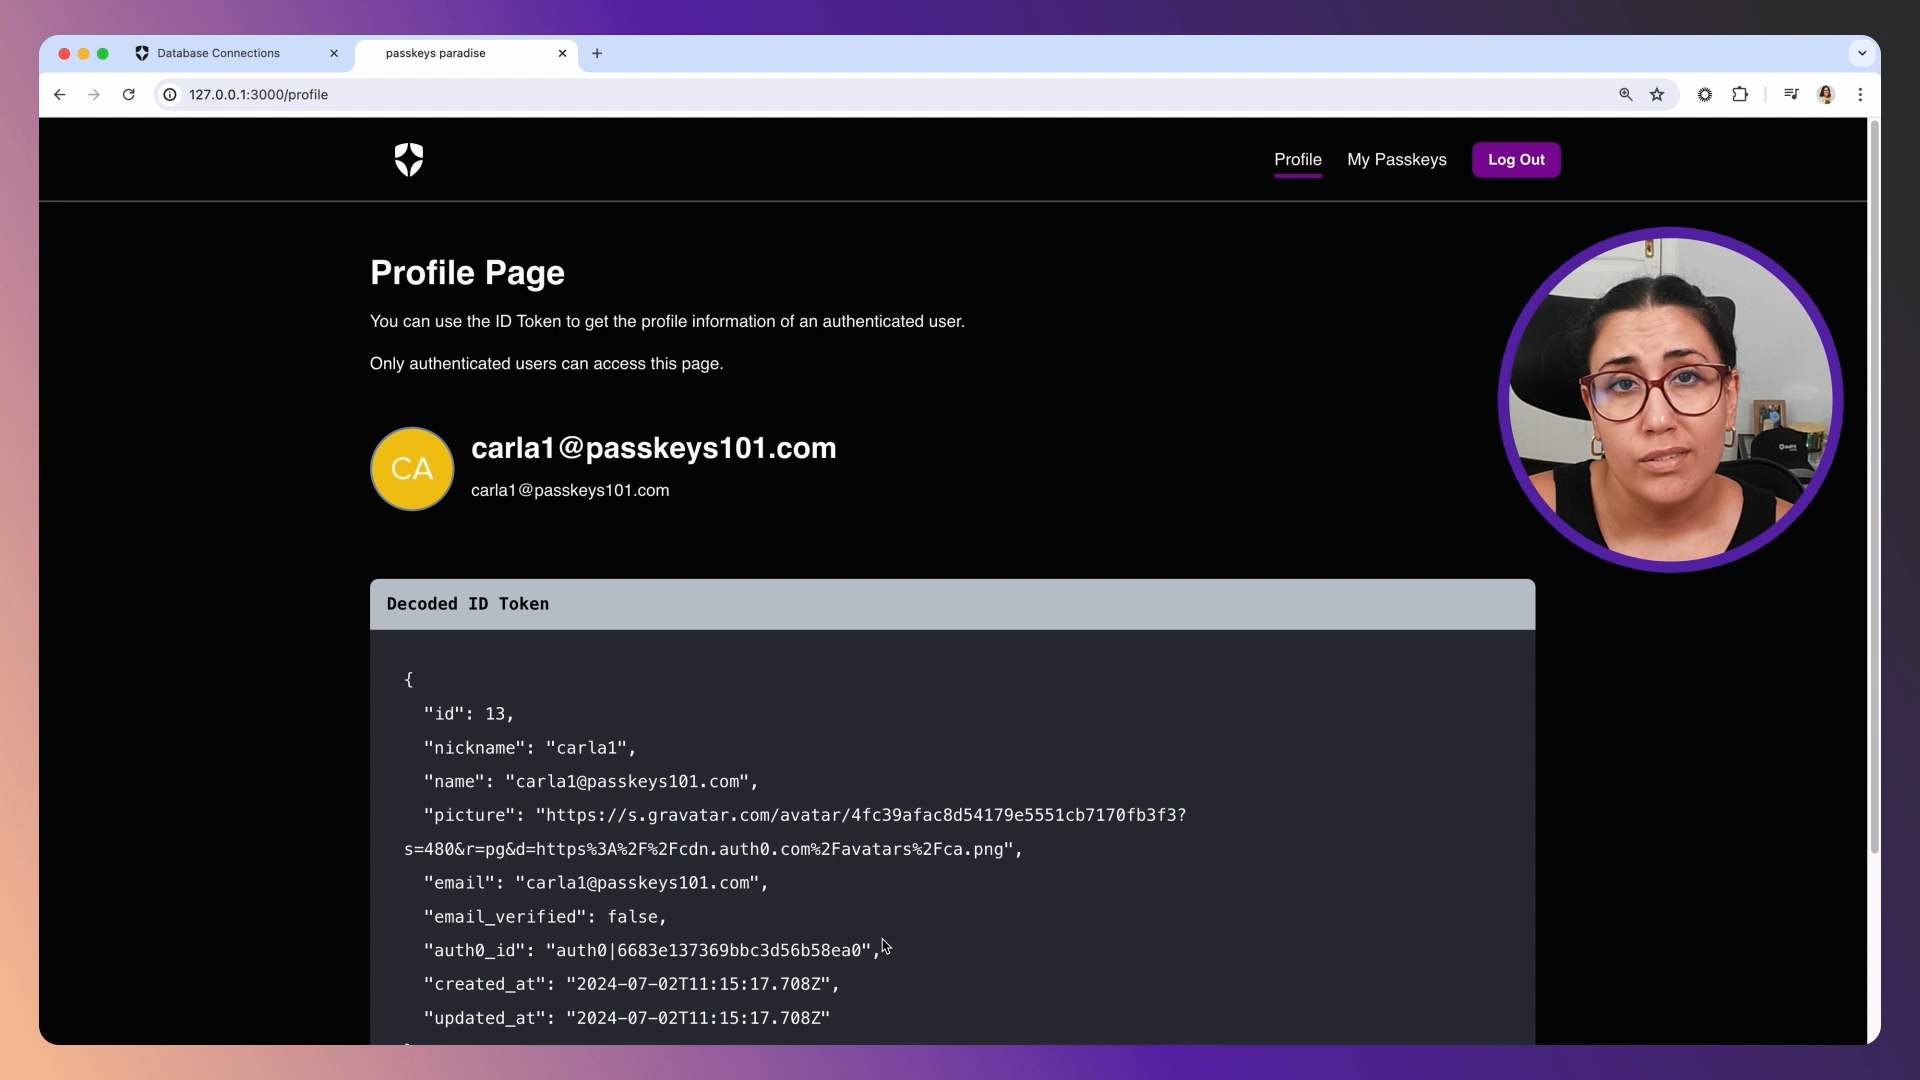 Database Connections
passkeys paradise
127.0.0.1:3000/profile
Profile
My Passkeys
Log Out
Profile Page
You can use the ID Token to get the profile information of an authenticated user.
Only authenticated users can access this page.
CA
carla1@passkeys101.com
carla1@passkeys101.com
Decoded ID Token
{
"id": 13,
"nickname": "carla1",
"name": "carla1@passkeys101.com",
"picture": "https://s.gravatar.com/avatar/4fc39afac8d54179e5551cb7170fb3f3?
s=480&r=pg&d=https%3A%2F%2Fcdn.auth0.com%2Favatars%2Fca.png",
"email": "carla1@passkeys101.com",
"email_verified": false,
"auth0_id": "auth0|6683e137369bbc3d56b58ea0",
"created_at": "2024-07-02T11:15:17.708Z",
"updated_at": "2024-07-02T11:15:17.708Z"